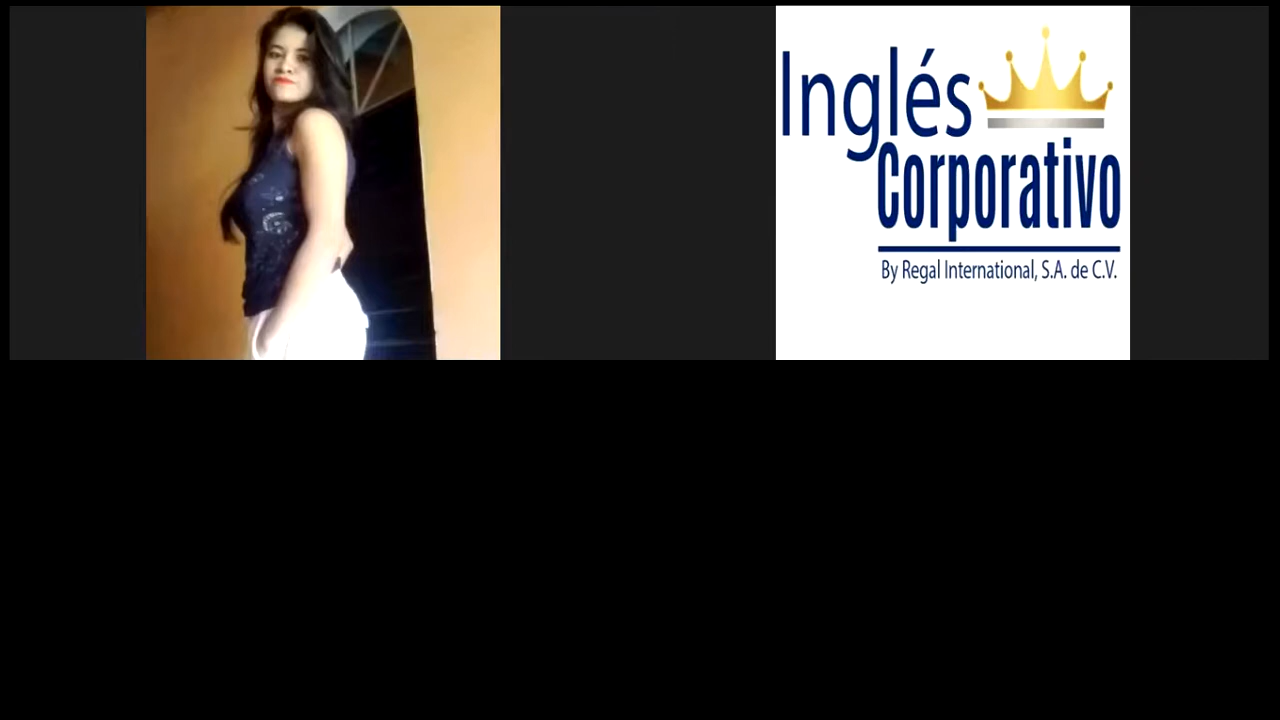 Inglés
Corporativo
By Regal International, S.A. de C.V.